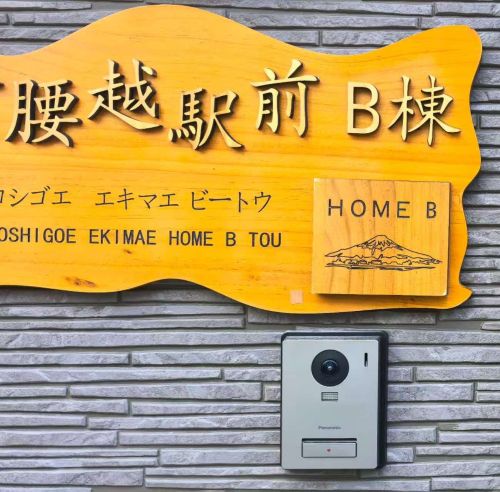 腰越駅前 B棟
コシゴエ エキマエ ビートウ
OSHIGOE EKIMAE HOME B TOU
HOME B
Panasonic